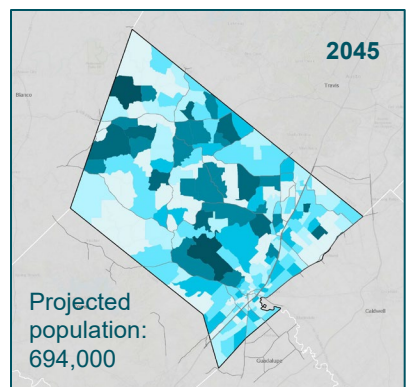 2045
Blanco
Travis
Projected
population:
694,000
Caldwell
Guadalupe